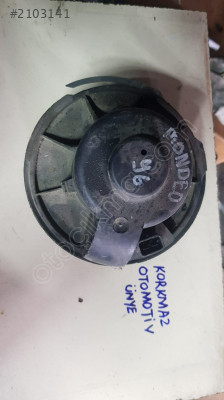 #2103141
MONDEO
96
KORKMAZ
OTOMOTİV
ÜNYE